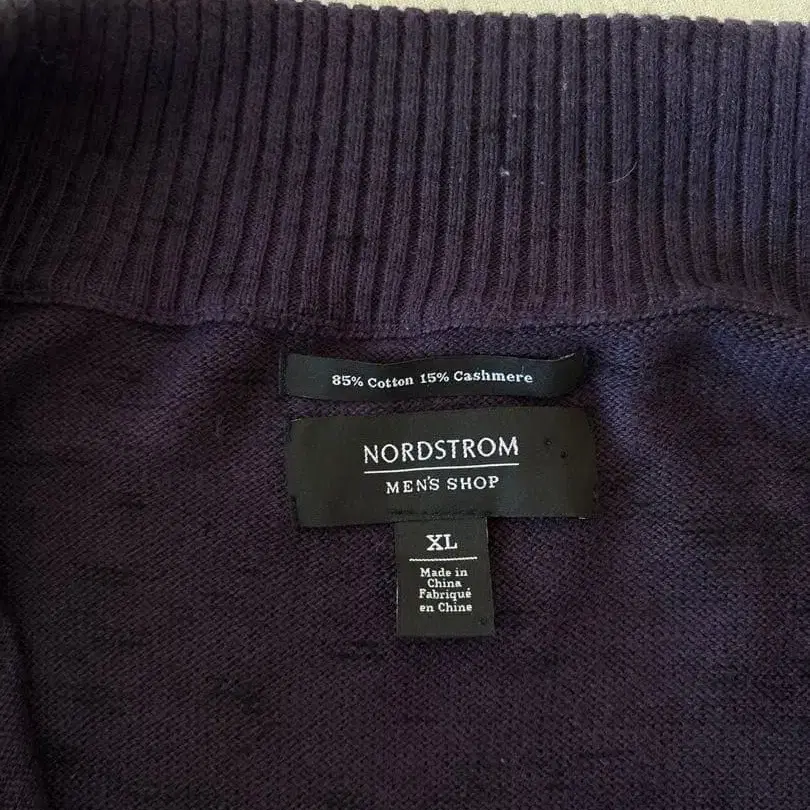 85% Cotton 15% Cashmere
NORDSTROM
MEN'S SHOP
XL
Made in
China
Fabriqué
en Chine